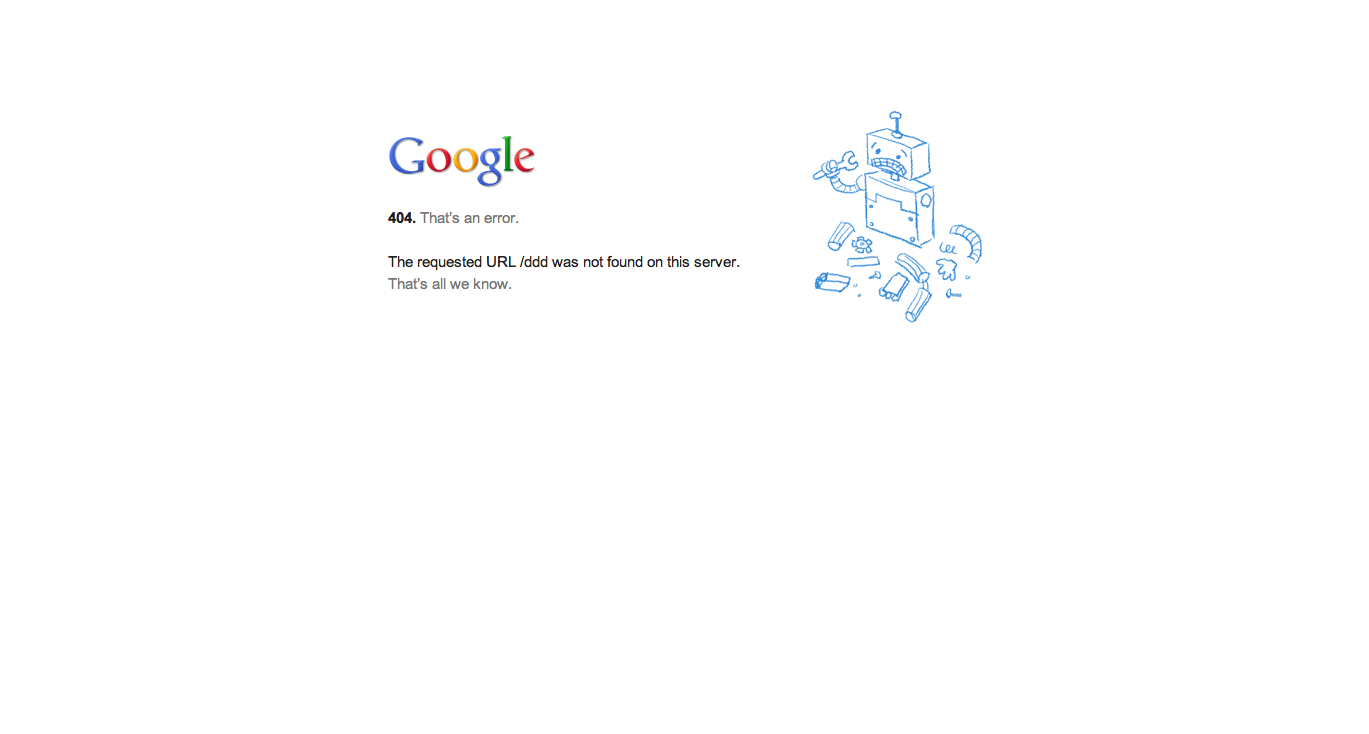 Google
404. That's an error.
The requested URL /ddd was not found on this server.
That's all we know.